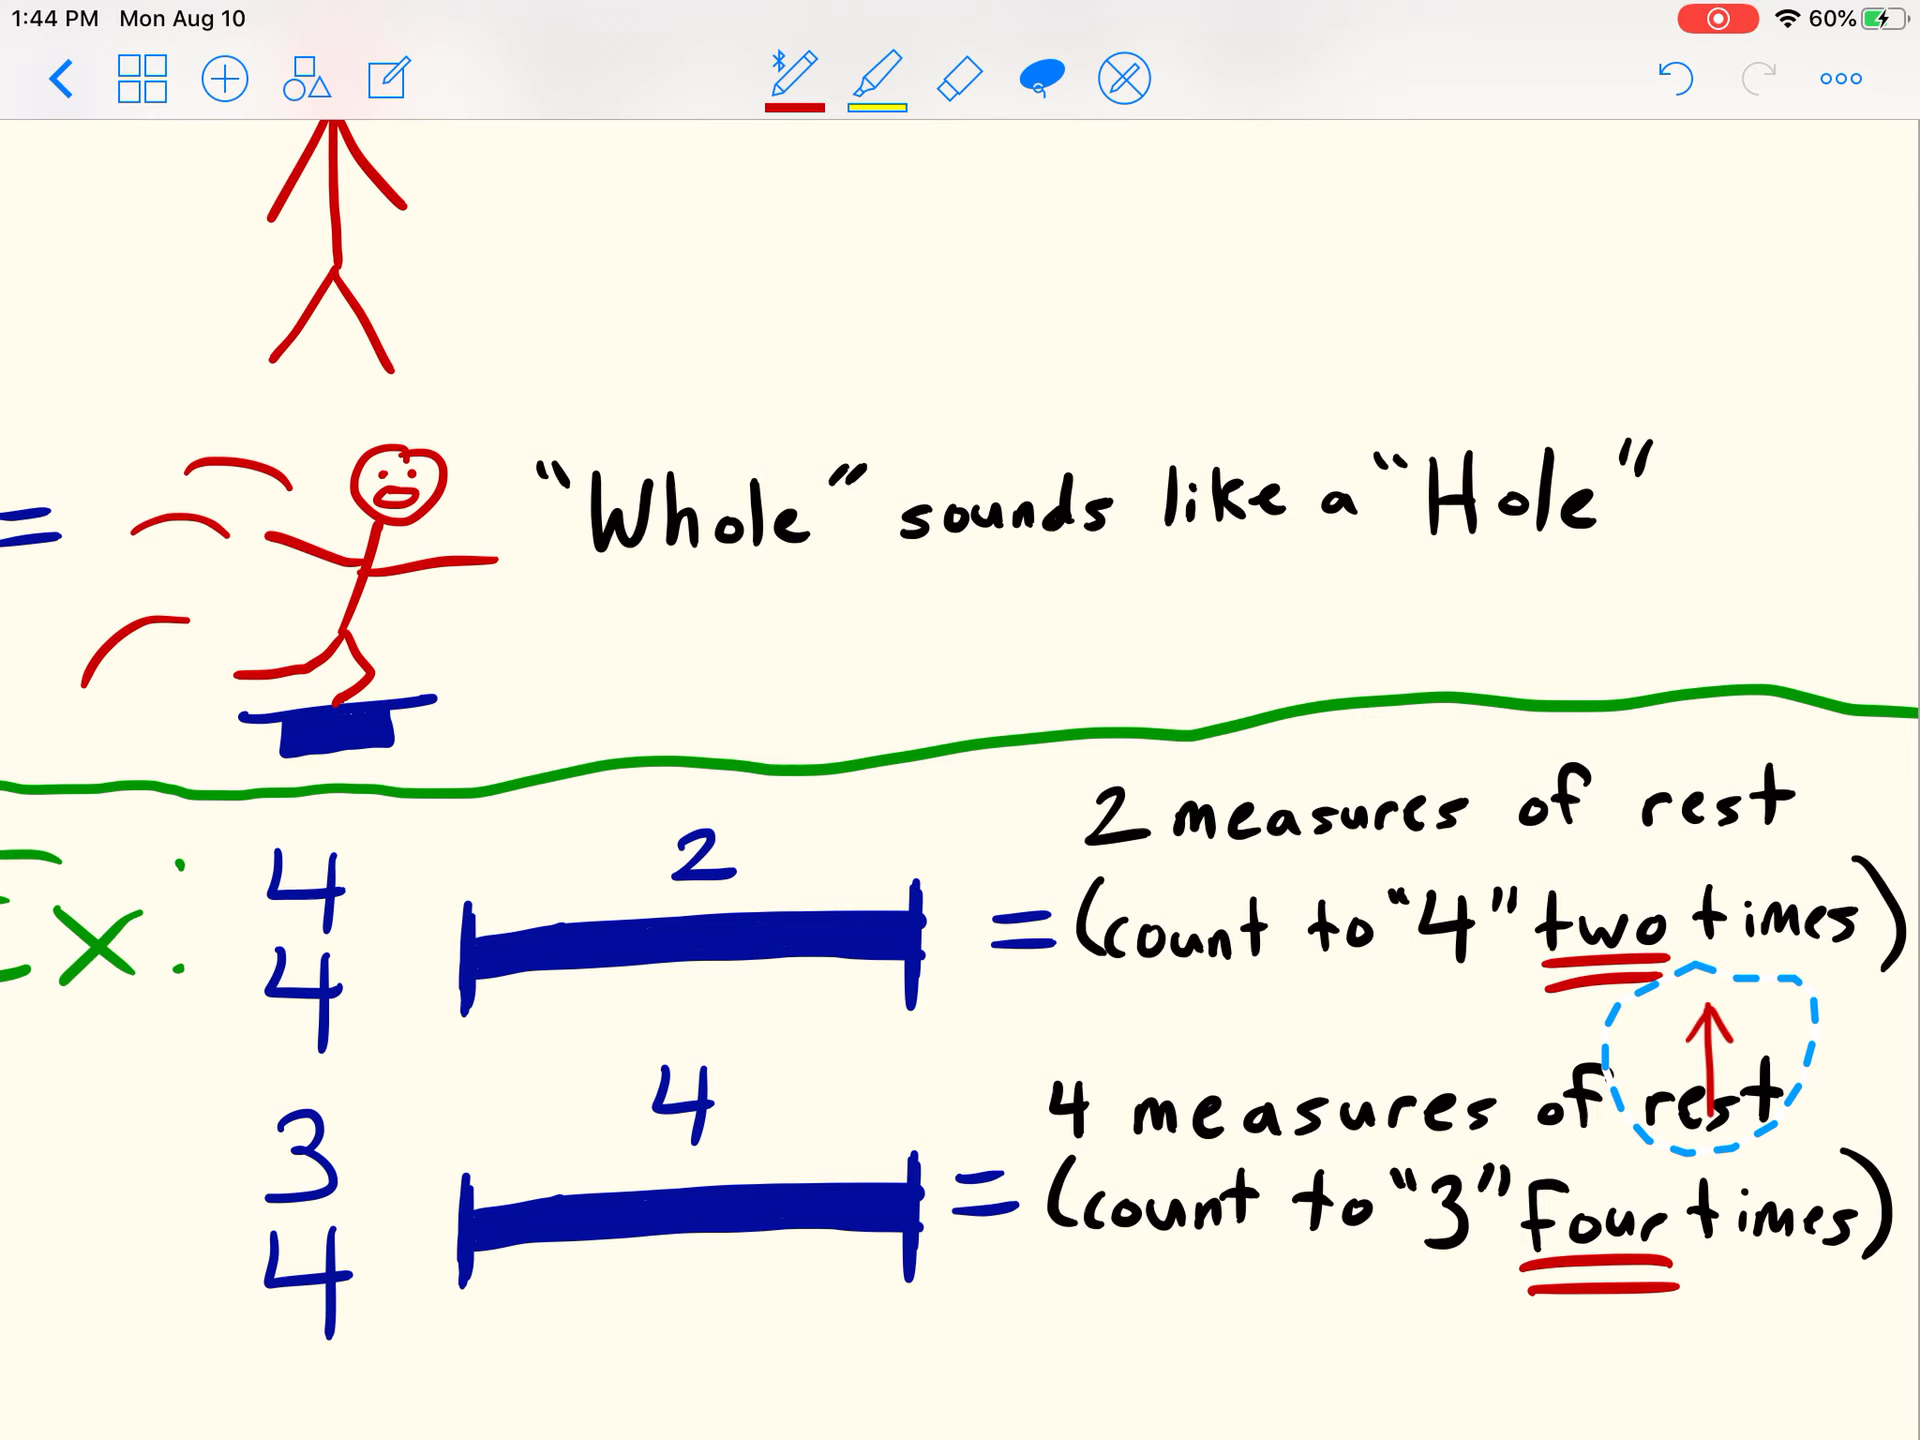 1:44 PM Mon Aug 10
60%
=
"Whole" sounds like a "Hole"
Ex:
4
4
2
2 measures of rest
= (count to "4" two times)
3
4
4
4 measures of rest
= (count to "3" four times)